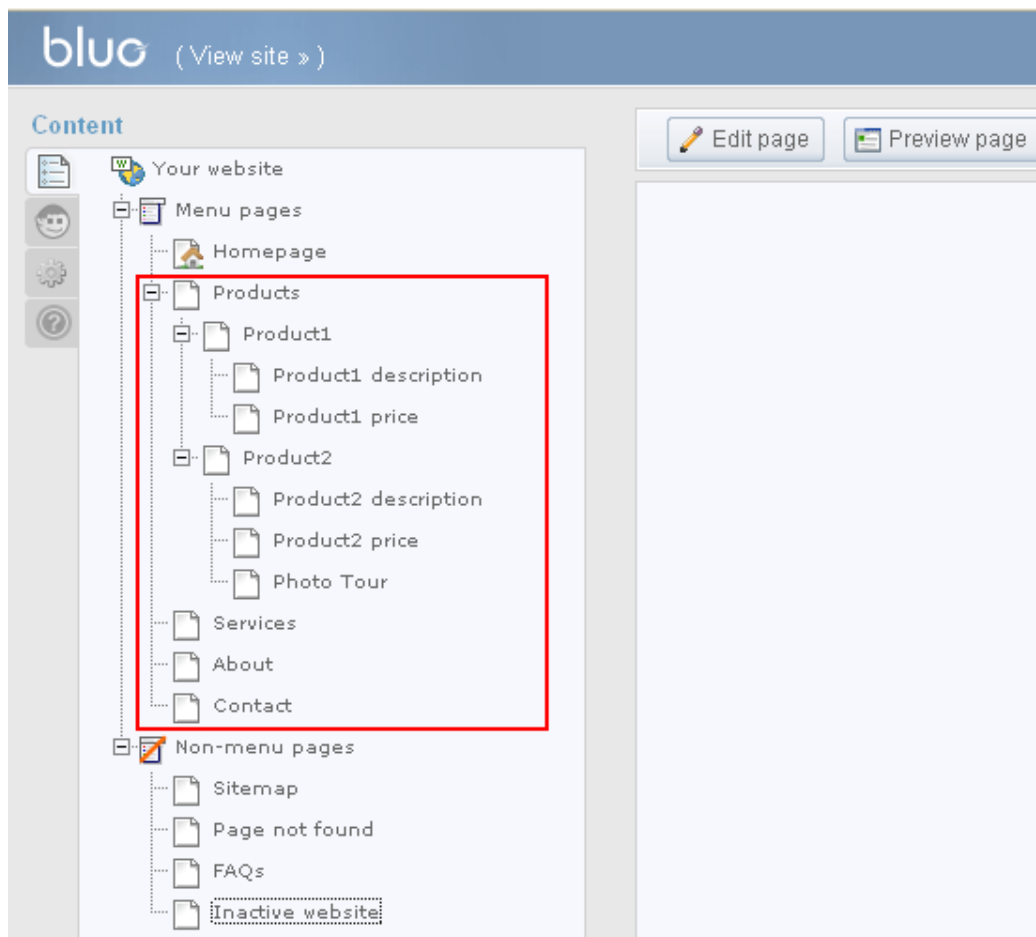 bluo ( View site » )
Content
Edit page Preview page
Your website
Menu pages
Homepage
Products
Product1
Product1 description
Product1 price
Product2
Product2 description
Product2 price
Photo Tour
Services
About
Contact
Non-menu pages
Sitemap
Page not found
FAQs
Inactive website